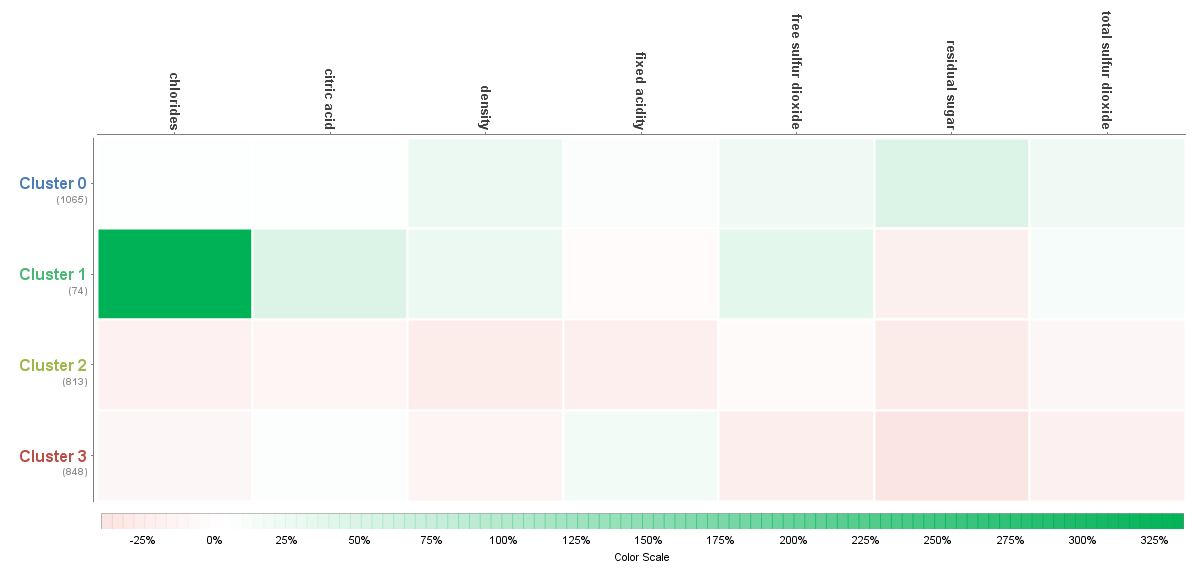 chlorides
citric acid
density
fixed acidity
free sulfur dioxide
residual sugar
total sulfur dioxide
Cluster 0
(1065)
Cluster 1
(74)
Cluster 2
(813)
Cluster 3
(848)
-25% 0% 25% 50% 75% 100% 125% 150% 175% 200% 225% 250% 275% 300% 325%
Color Scale